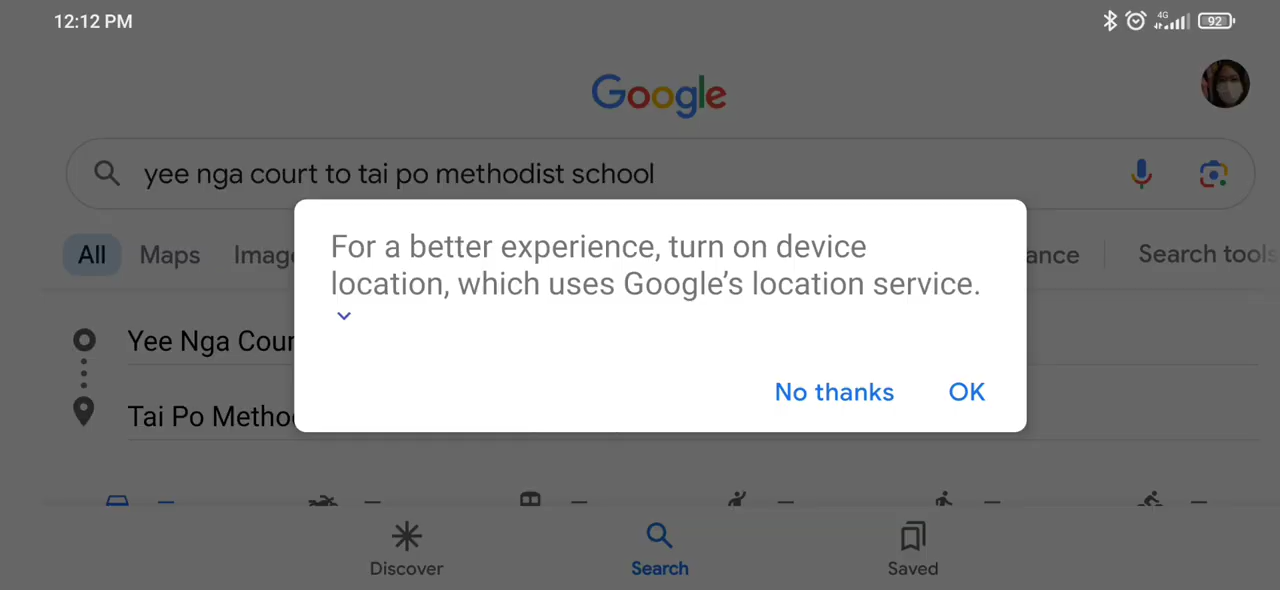 12:12 PM
4G
92
Google
yee nga court to tai po methodist school
All Maps Imag ance Search tools
For a better experience, turn on device
location, which uses Google's location service.
Yee Nga Cour
Tai Po Metho
No thanks OK
Discover Search Saved